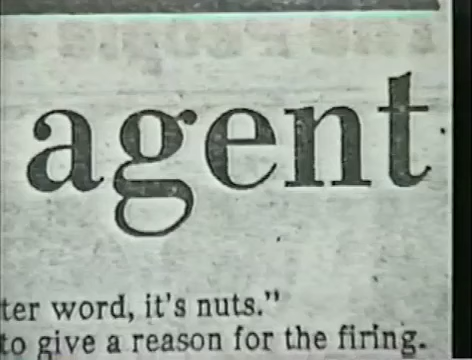 agent
ter word, it's nuts."
to give a reason for the firing.